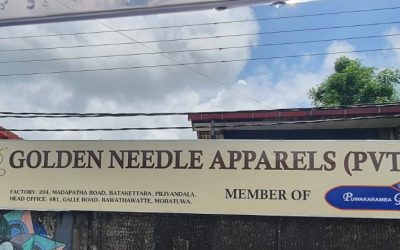 GOLDEN NEEDLE APPARELS (PVT
FACTORY: 204, MADAPATHA ROAD, BATAKETTARA, PILIYANDALA.
HEAD OFFICE: 681, GALLE ROAD, RAWATHAWATTE, MORATUWA.
MEMBER OF
PUWAKARAMBA